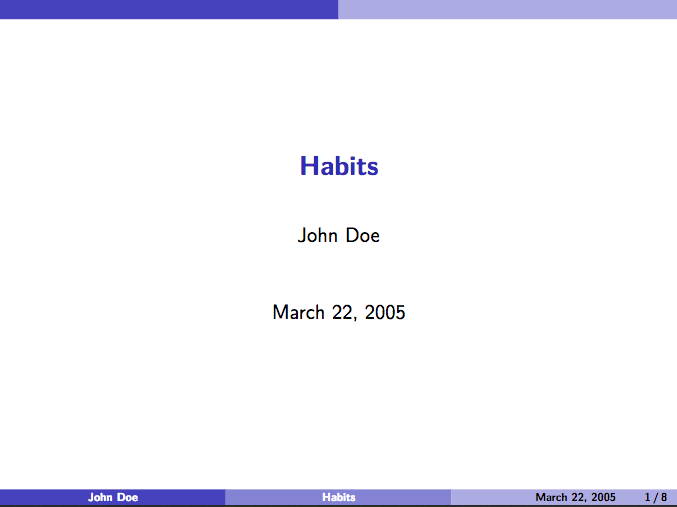 Habits
John Doe
March 22, 2005
John Doe Habits March 22, 2005 1 / 8